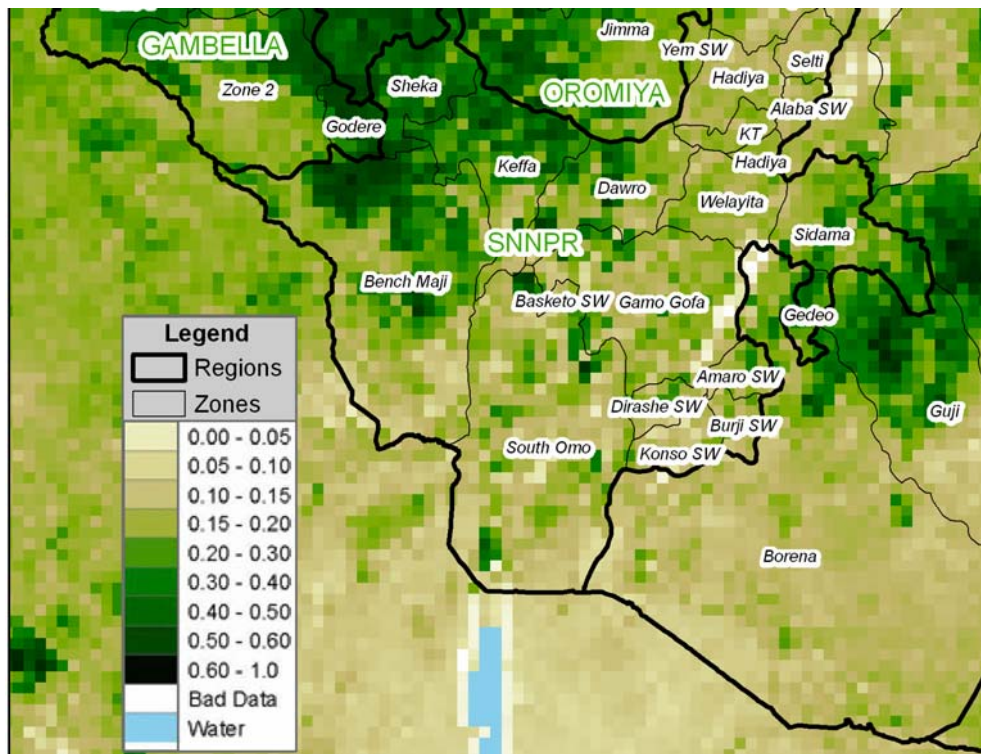 Jimma
GAMBELLA
Yem SW
Selti
Zone 2
Sheka
Hadiya
OROMIYA
Alaba SW
Godere
KT
Keffa
Hadiya
Dawro
Welayita
SNNPR
Sidama
Bench Maji
Basketo SW
Gamo Gofa
Gedeo
Amaro SW
Dirashe SW
Guji
Burji SW
South Omo
Konso SW
Borena
Legend
Regions
Zones
0.00 - 0.05
0.05 - 0.10
0.10 - 0.15
0.15 - 0.20
0.20 - 0.30
0.30 - 0.40
0.40 - 0.50
0.50 - 0.60
0.60 - 1.0
Bad Data
Water